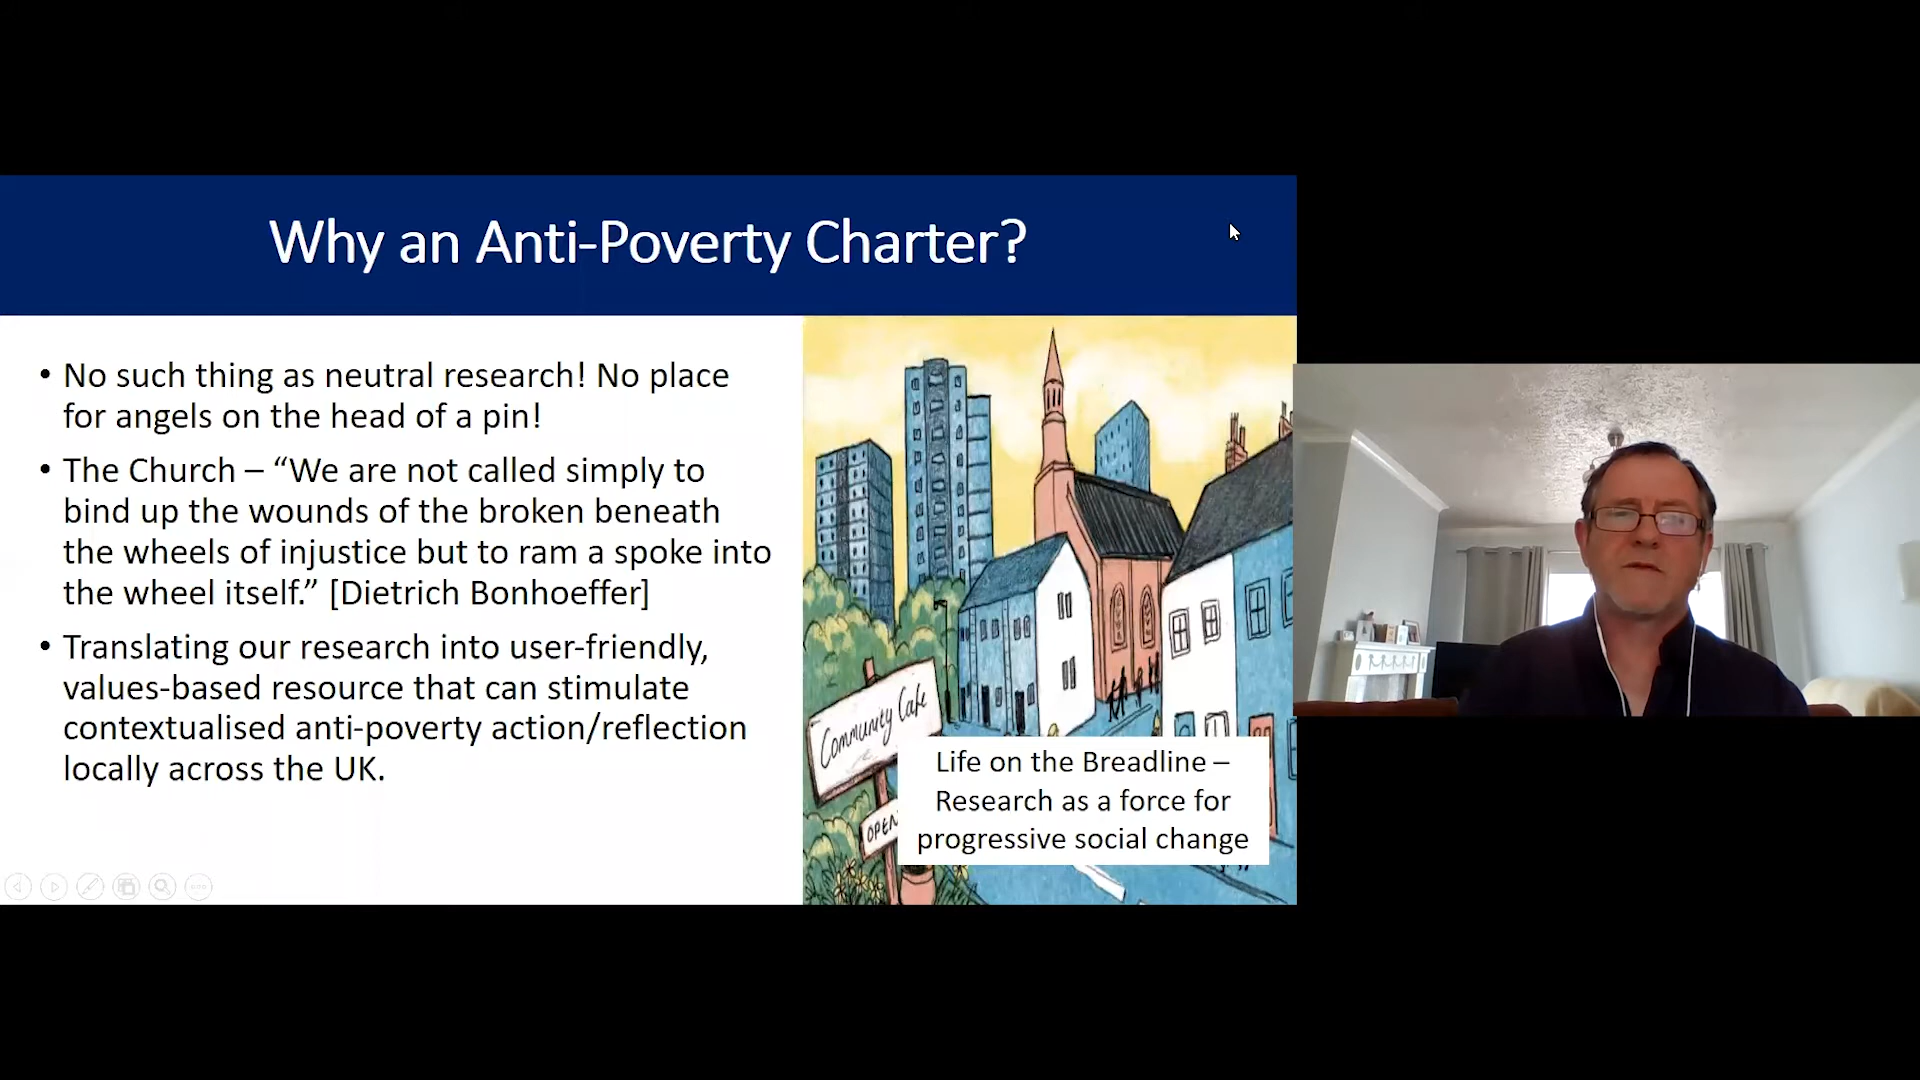 Why an Anti-Poverty Charter?
• No such thing as neutral research! No place
for angels on the head of a pin!
• The Church – “We are not called simply to
bind up the wounds of the broken beneath
the wheels of injustice but to ram a spoke into
the wheel itself.” [Dietrich Bonhoeffer]
• Translating our research into user-friendly,
values-based resource that can stimulate
contextualised anti-poverty action/reflection
locally across the UK.
Community Cafe
OPEN
Life on the Breadline –
Research as a force for
progressive social change